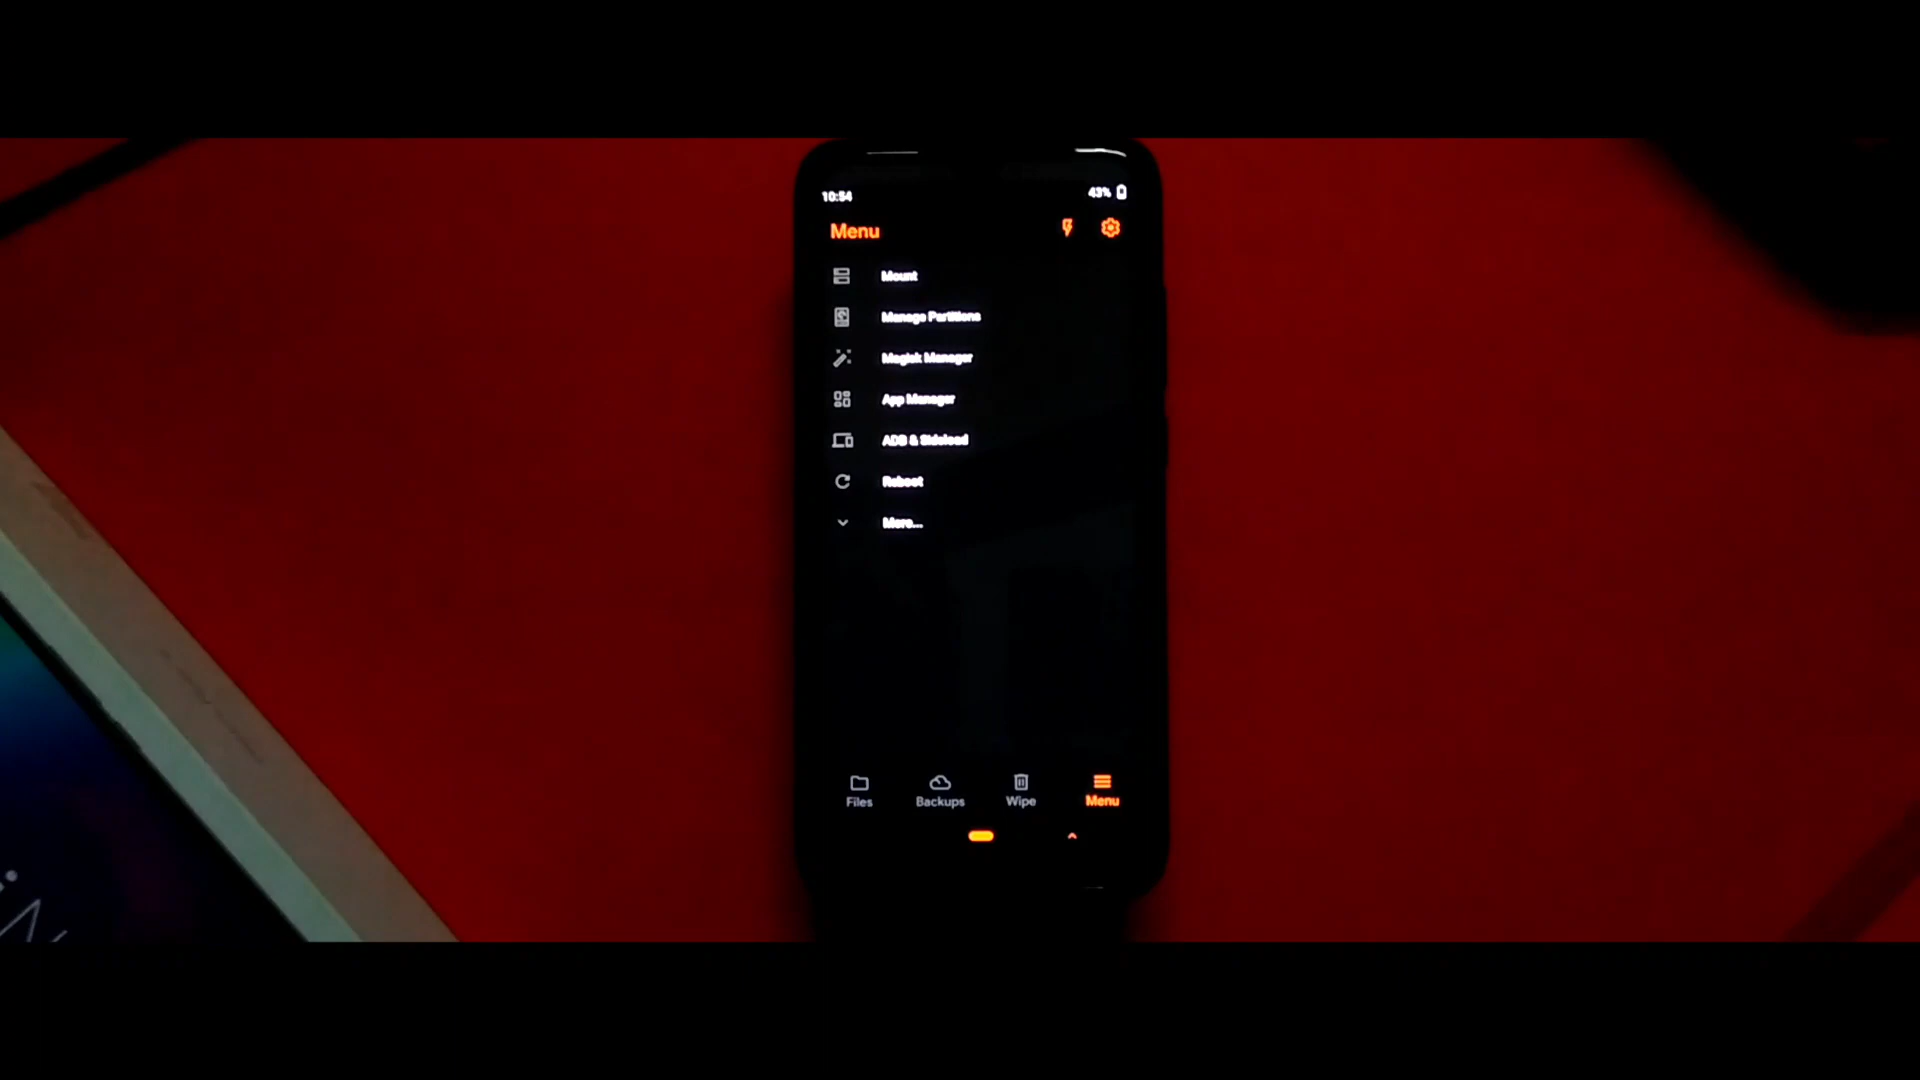 10:54
43%
Menu
Mount
Manage Partitions
Magisk Manager
App Manager
ADB & Sideload
Reboot
More...
Files
Backups
Wipe
Menu